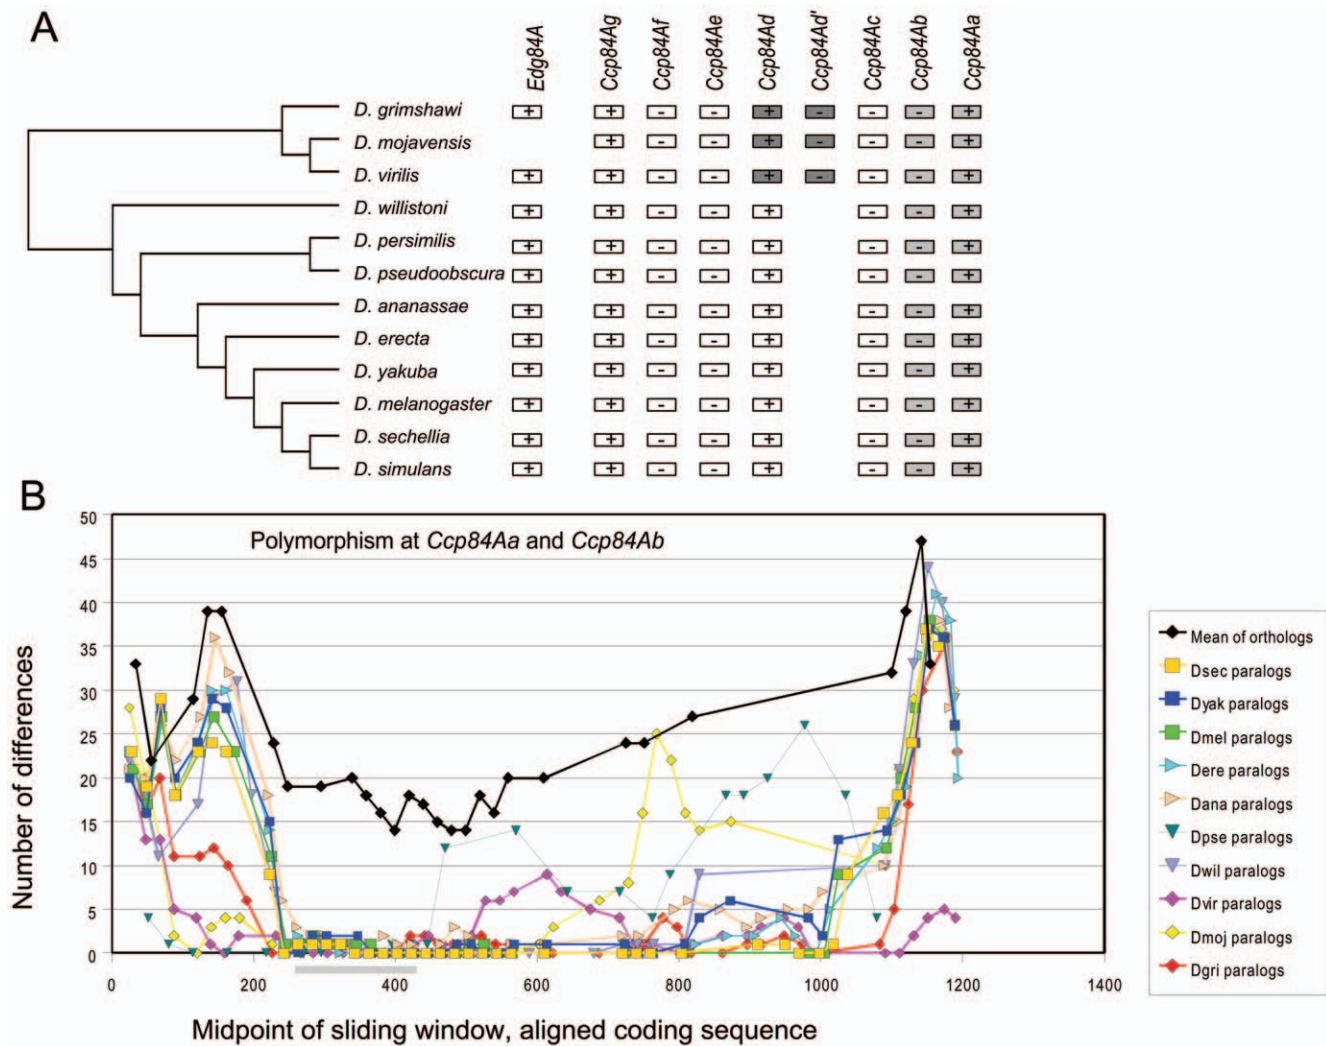 A
Edg84A Ccp84Ag Ccp84Af Ccp84Ae Ccp84Ad Ccp84Ad' Ccp84Ac Ccp84Ab Ccp84Aa
D. grimshawi + + - - + - - - +
D. mojavensis + - - + - - - +
D. virilis + + - - + - - - +
D. willistoni + + - - + - - +
D. persimilis + + - - + - - +
D. pseudoobscura + + - - + - - +
D. ananassae + + - - + - - +
D. erecta + + - - + - - +
D. yakuba + + - - + - - +
D. melanogaster + + - - + - - +
D. sechellia + + - - + - - +
D. simulans + + - - + - - +
B
Polymorphism at Ccp84Aa and Ccp84Ab
Number of differences
50
45
40
35
30
25
20
15
10
5
0
0 200 400 600 800 1000 1200 1400
Midpoint of sliding window, aligned coding sequence
Mean of orthologs
Dsec paralogs
Dyak paralogs
Dmel paralogs
Dere paralogs
Dana paralogs
Dpse paralogs
Dwil paralogs
Dvir paralogs
Dmoj paralogs
Dgri paralogs